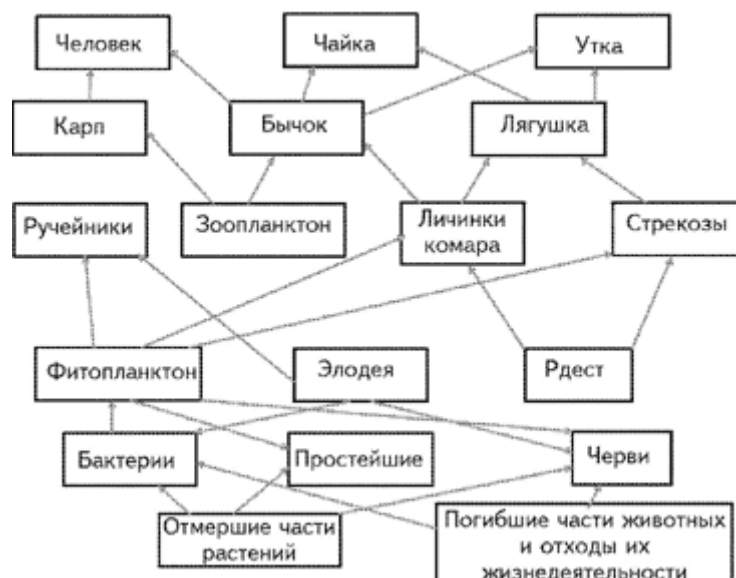 Человек
Чайка
Утка
Карп
Бычок
Лягушка
Ручейники
Зоопланктон
Личинки
комара
Стрекозы
Фитопланктон
Элодея
Рдест
Бактерии
Простейшие
Черви
Отмершие части
растений
Погибшие части животных
и отходы их
жизнедеятельности